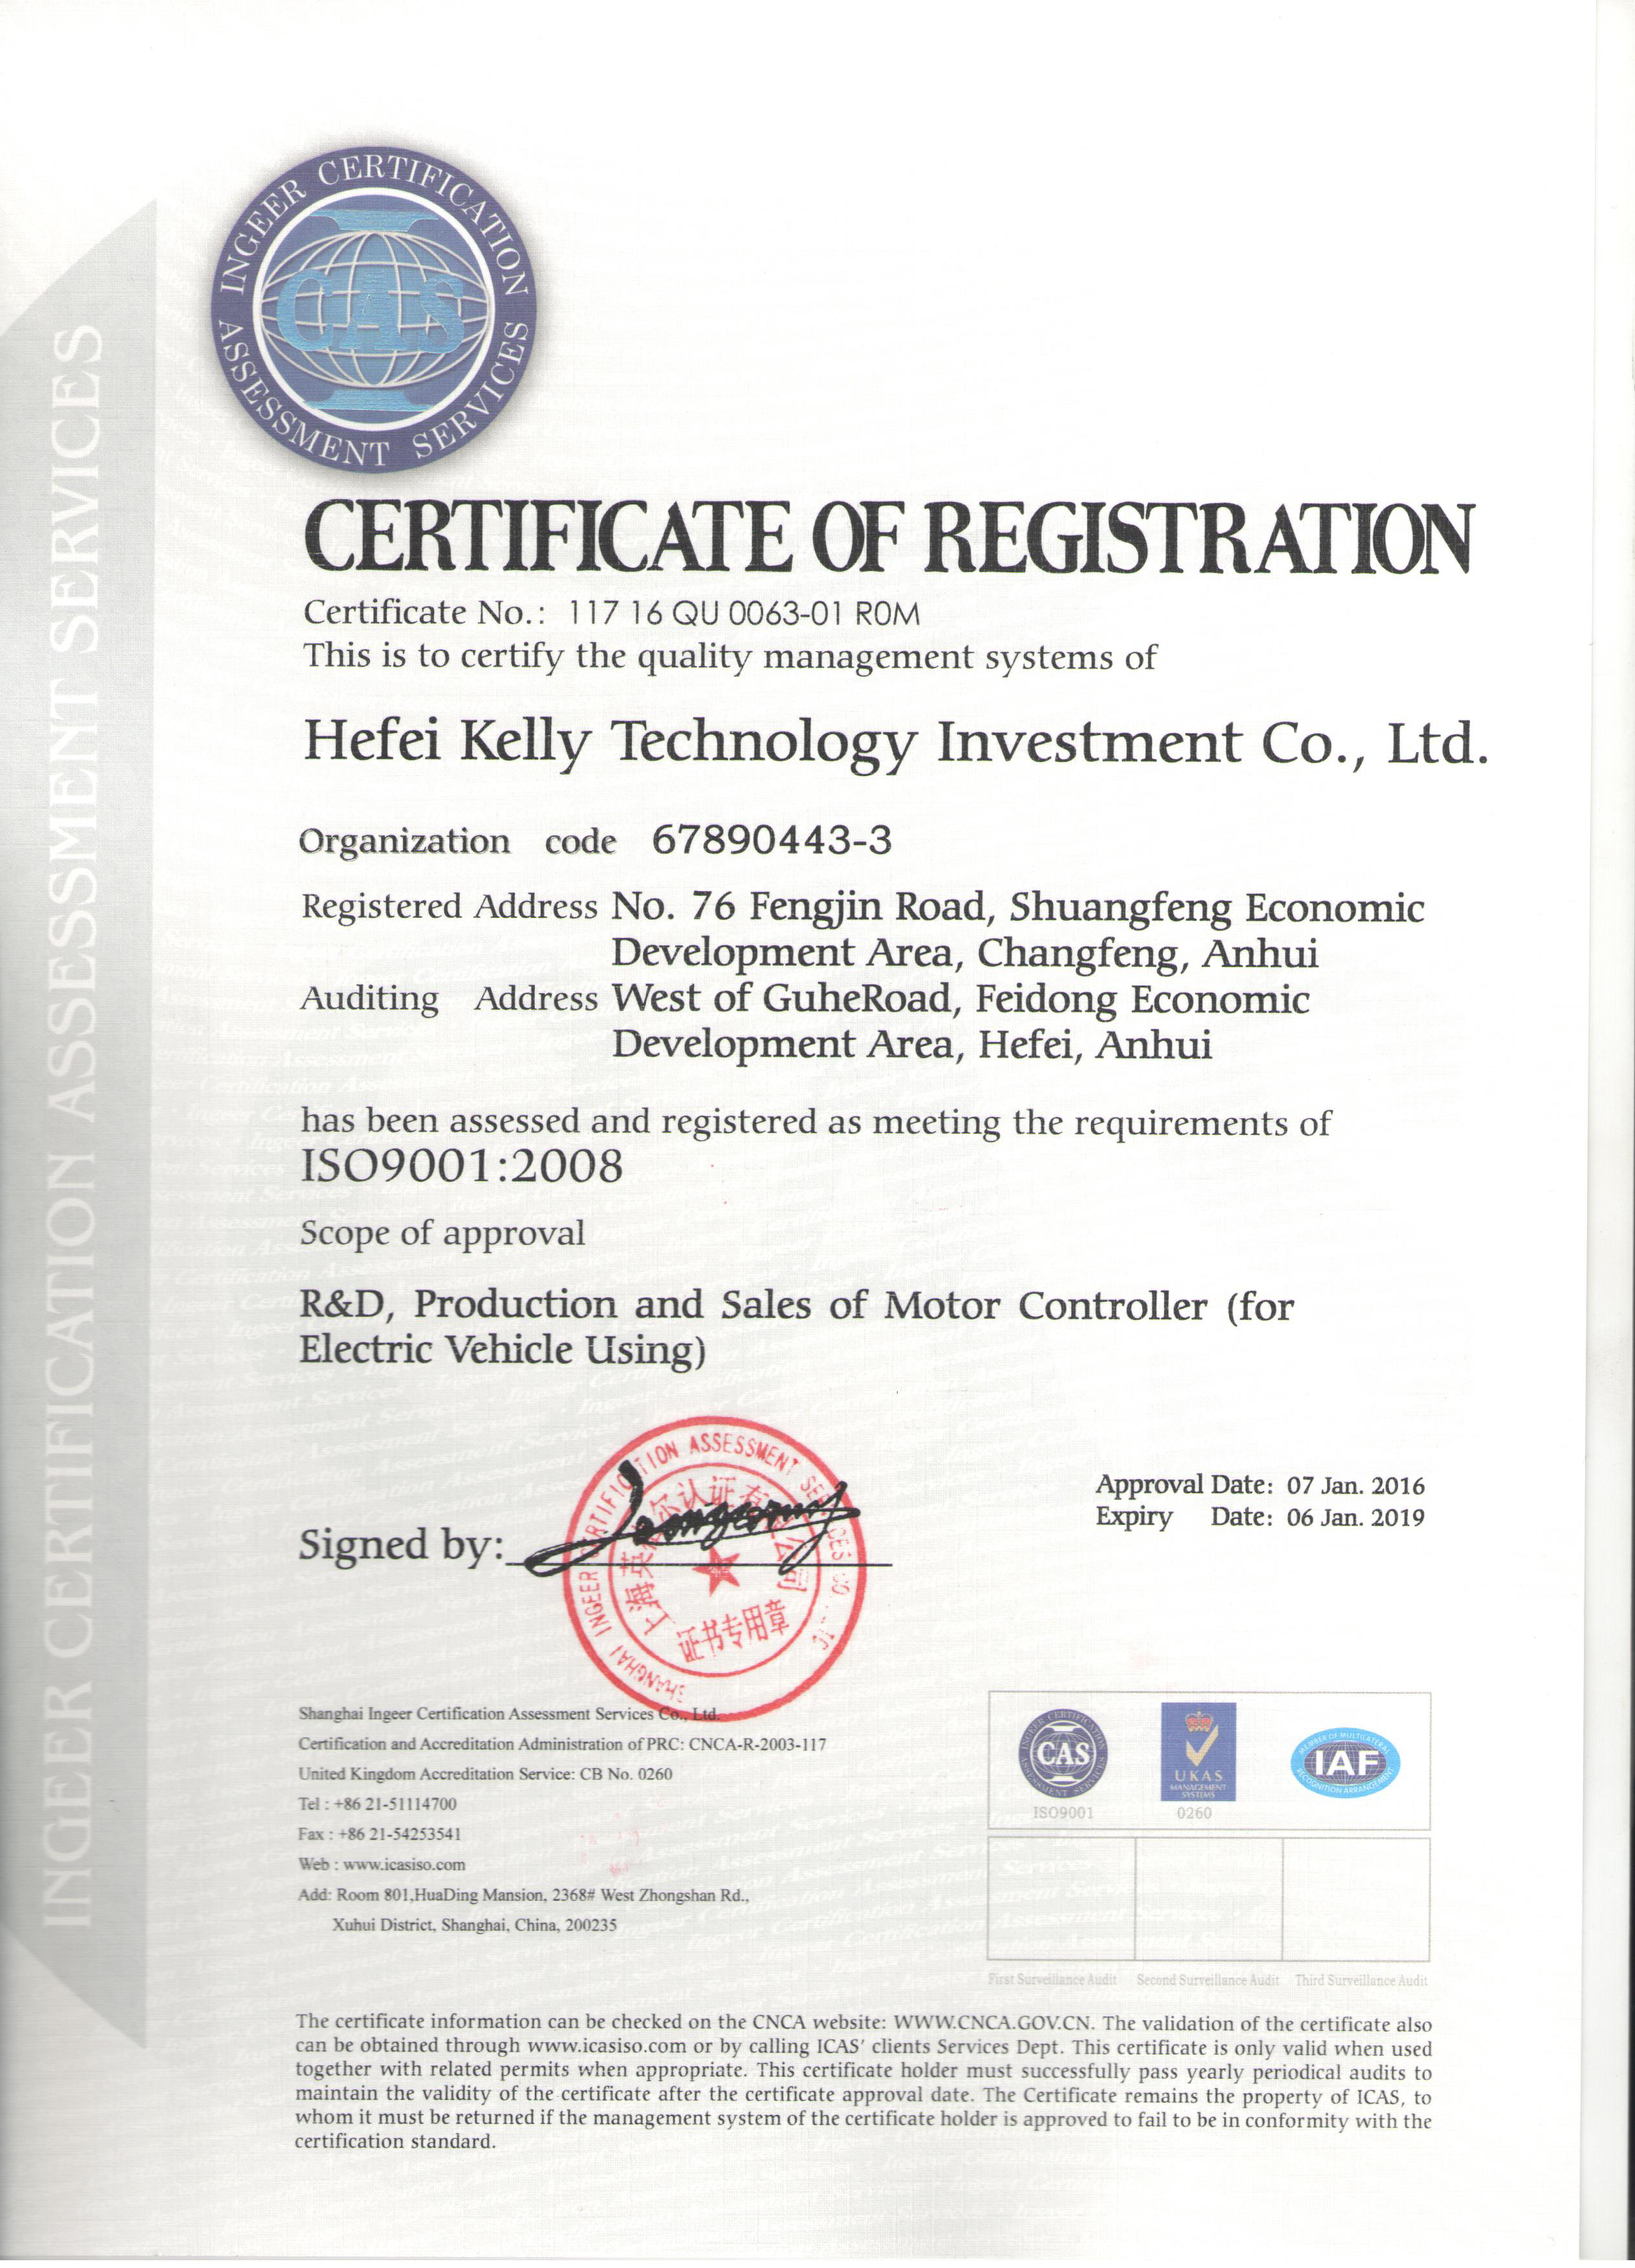 INGEER CERTIFICATION ASSESSMENT SERVICES
INGEER CERTIFICATION
ICAS
ASSESSMENT SERVICES
CERTIFICATE OF REGISTRATION
Certificate No.: 117 16 QU 0063-01 R0M
This is to certify the quality management systems of
Hefei Kelly Technology Investment Co., Ltd.
Organization code 67890443-3
Registered Address No. 76 Fengjin Road, Shuangfeng Economic
Development Area, Changfeng, Anhui
Auditing Address West of GuheRoad, Feidong Economic
Development Area, Hefei, Anhui
has been assessed and registered as meeting the requirements of
ISO9001:2008
Scope of approval
R&D, Production and Sales of Motor Controller (for
Electric Vehicle Using)
Approval Date: 07 Jan. 2016
Expiry Date: 06 Jan. 2019
Signed by:
SHANGHAI INGEER CERTIFICATION ASSESSMENT SERVICES CO., LTD
上海英格尔认证有限公司
证书专用章
Shanghai Ingeer Certification Assessment Services Co., Ltd.
Certification and Accreditation Administration of PRC: CNCA-R-2003-117
United Kingdom Accreditation Service: CB No. 0260
Tel : +86 21-51114700
Fax : +86 21-54253541
Web : www.icasiso.com
Add: Room 801,HuaDing Mansion, 2368# West Zhongshan Rd.,
Xuhui District, Shanghai, China, 200235
INGEER CERTIFICATION
ICAS
ASSESSMENT SERVICES
ISO9001
UKAS
MANAGEMENT
SYSTEMS
0260
MEMBER OF MULTILATERAL
IAF
RECOGNITION ARRANGEMENT
First Surveillance Audit Second Surveillance Audit Third Surveillance Audit
The certificate information can be checked on the CNCA website: WWW.CNCA.GOV.CN. The validation of the certificate also
can be obtained through www.icasiso.com or by calling ICAS' clients Services Dept. This certificate is only valid when used
together with related permits when appropriate. This certificate holder must successfully pass yearly periodical audits to
maintain the validity of the certificate after the certificate approval date. The Certificate remains the property of ICAS, to
whom it must be returned if the management system of the certificate holder is approved to fail to be in conformity with the
certification standard.